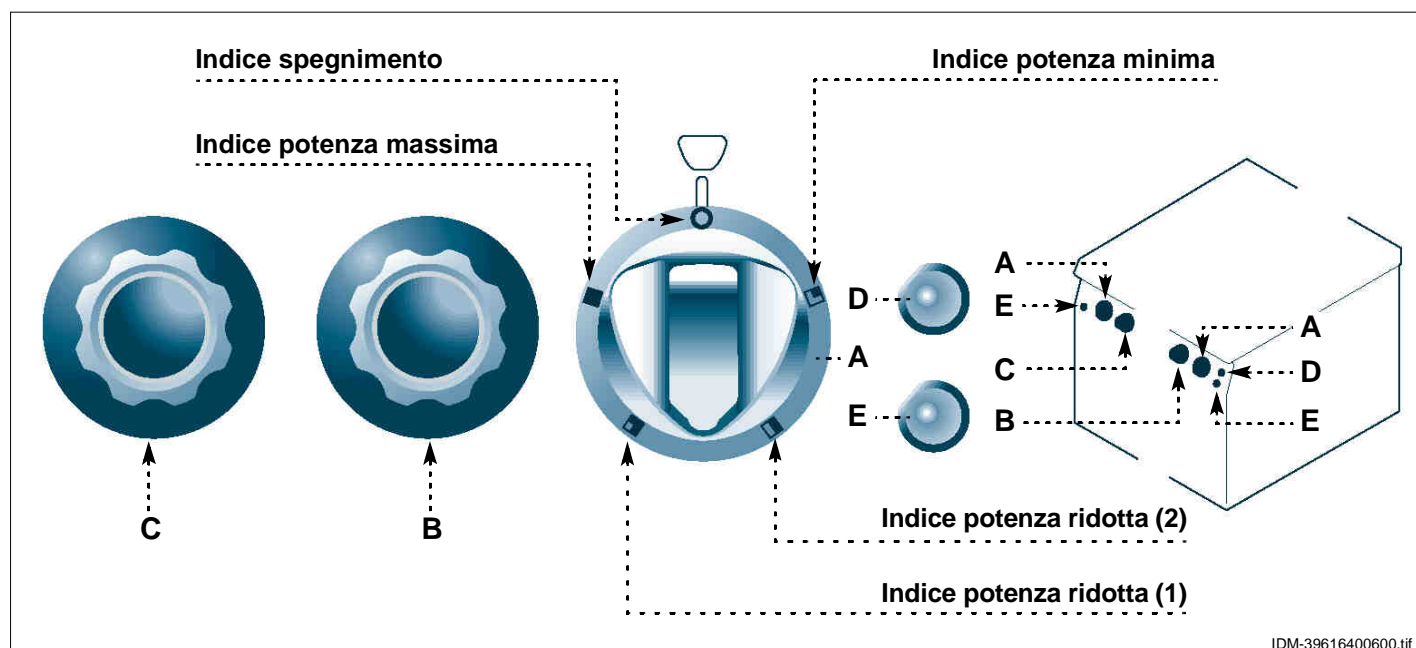 Indice spegnimento
Indice potenza minima
Indice potenza massima
A
D
E
A
A
C
D
E
B
E
C
B
Indice potenza ridotta (2)
Indice potenza ridotta (1)
IDM-39616400600.tif